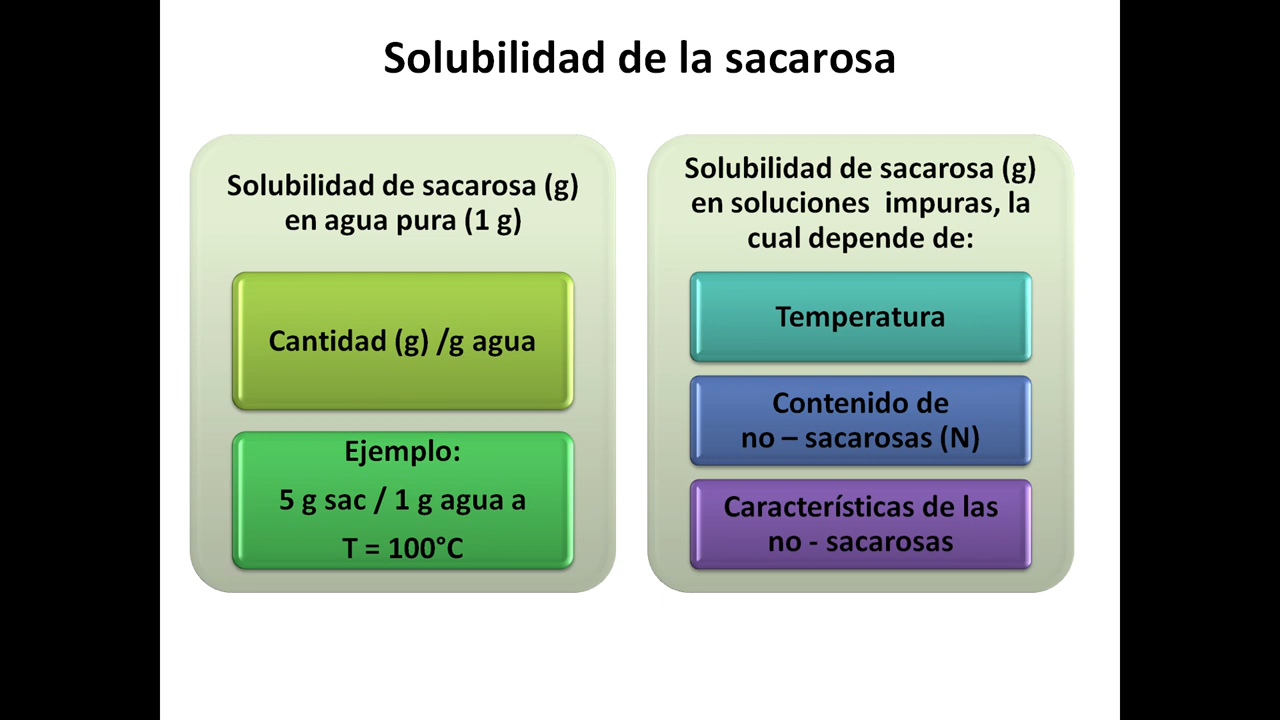 Solubilidad de la sacarosa
Solubilidad de sacarosa (g)
en agua pura (1 g)
Cantidad (g) /g agua
Ejemplo:
5 g sac / 1 g agua a
T = 100°C
Solubilidad de sacarosa (g)
en soluciones  impuras, la
cual depende de:
Temperatura
Contenido de
no – sacarosas (N)
Características de las
no - sacarosas